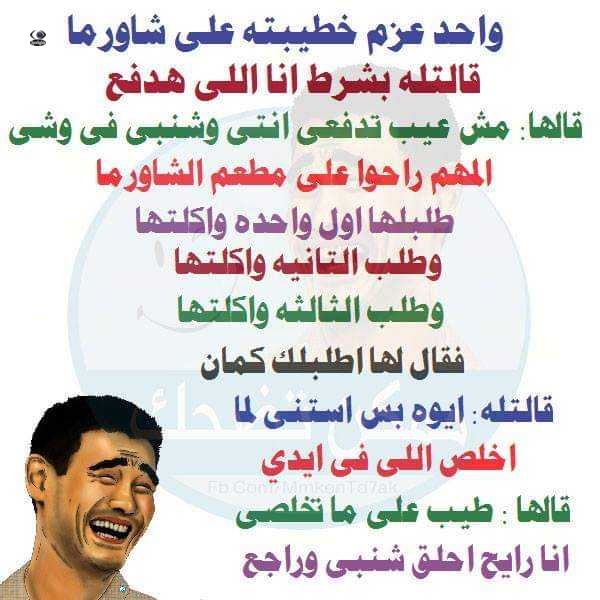 واحد عزم خطيبته على شاورما
قالتله بشرط انا اللى هدفع
قالها: مش عيب تدفعى انتى وشنبى فى وشى
المهم راحوا على مطعم الشاورما
طلبلها اول واحده واكلتها
وطلب التانيه واكلتها
وطلب الثالثه واكلتها
فقال لها اطلبلك كمان
قالتله: ايوه بس استنى لما
اخلص اللى فى ايدي
Fb.Com/MmkenTd7ak
قالها : طيب على ما تخلصى
انا رايح احلق شنبى وراجع